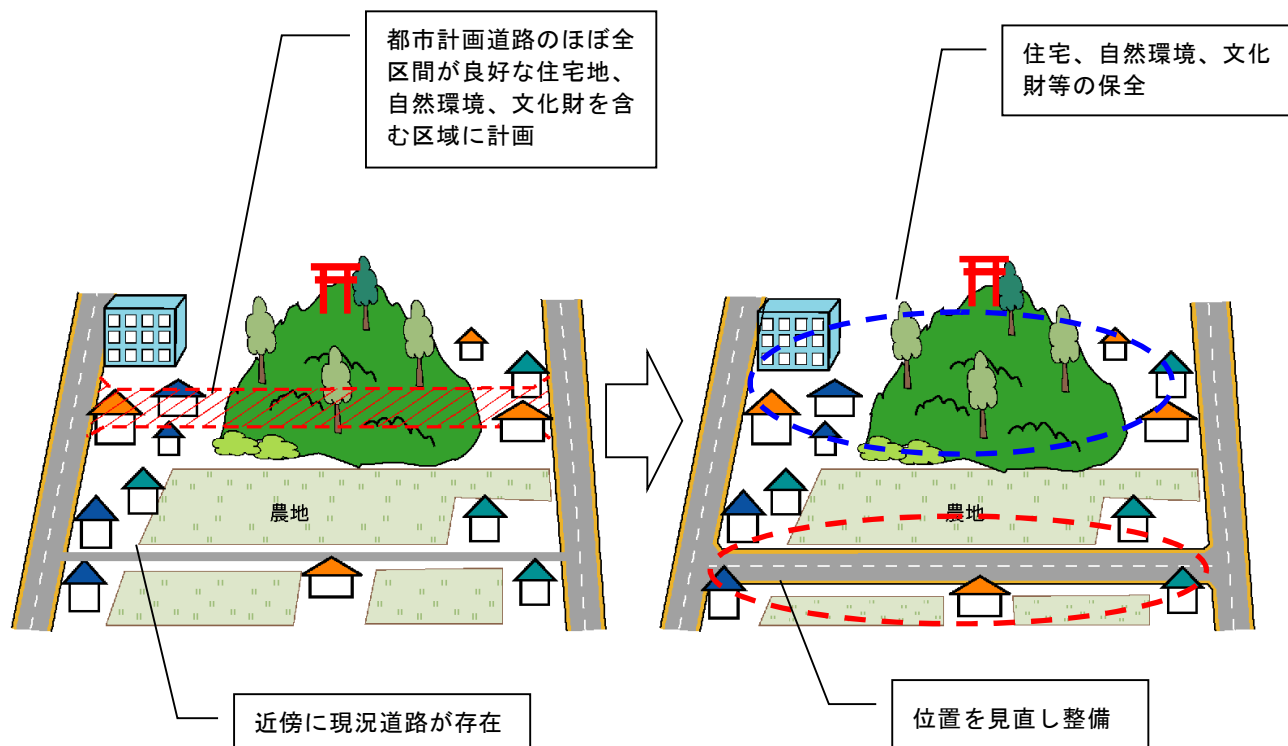 都市計画道路のほぼ全
区間が良好な住宅地、
自然環境、文化財を含
む区域に計画
住宅、自然環境、文化
財等の保全
農地
農地
近傍に現況道路が存在
位置を見直し整備